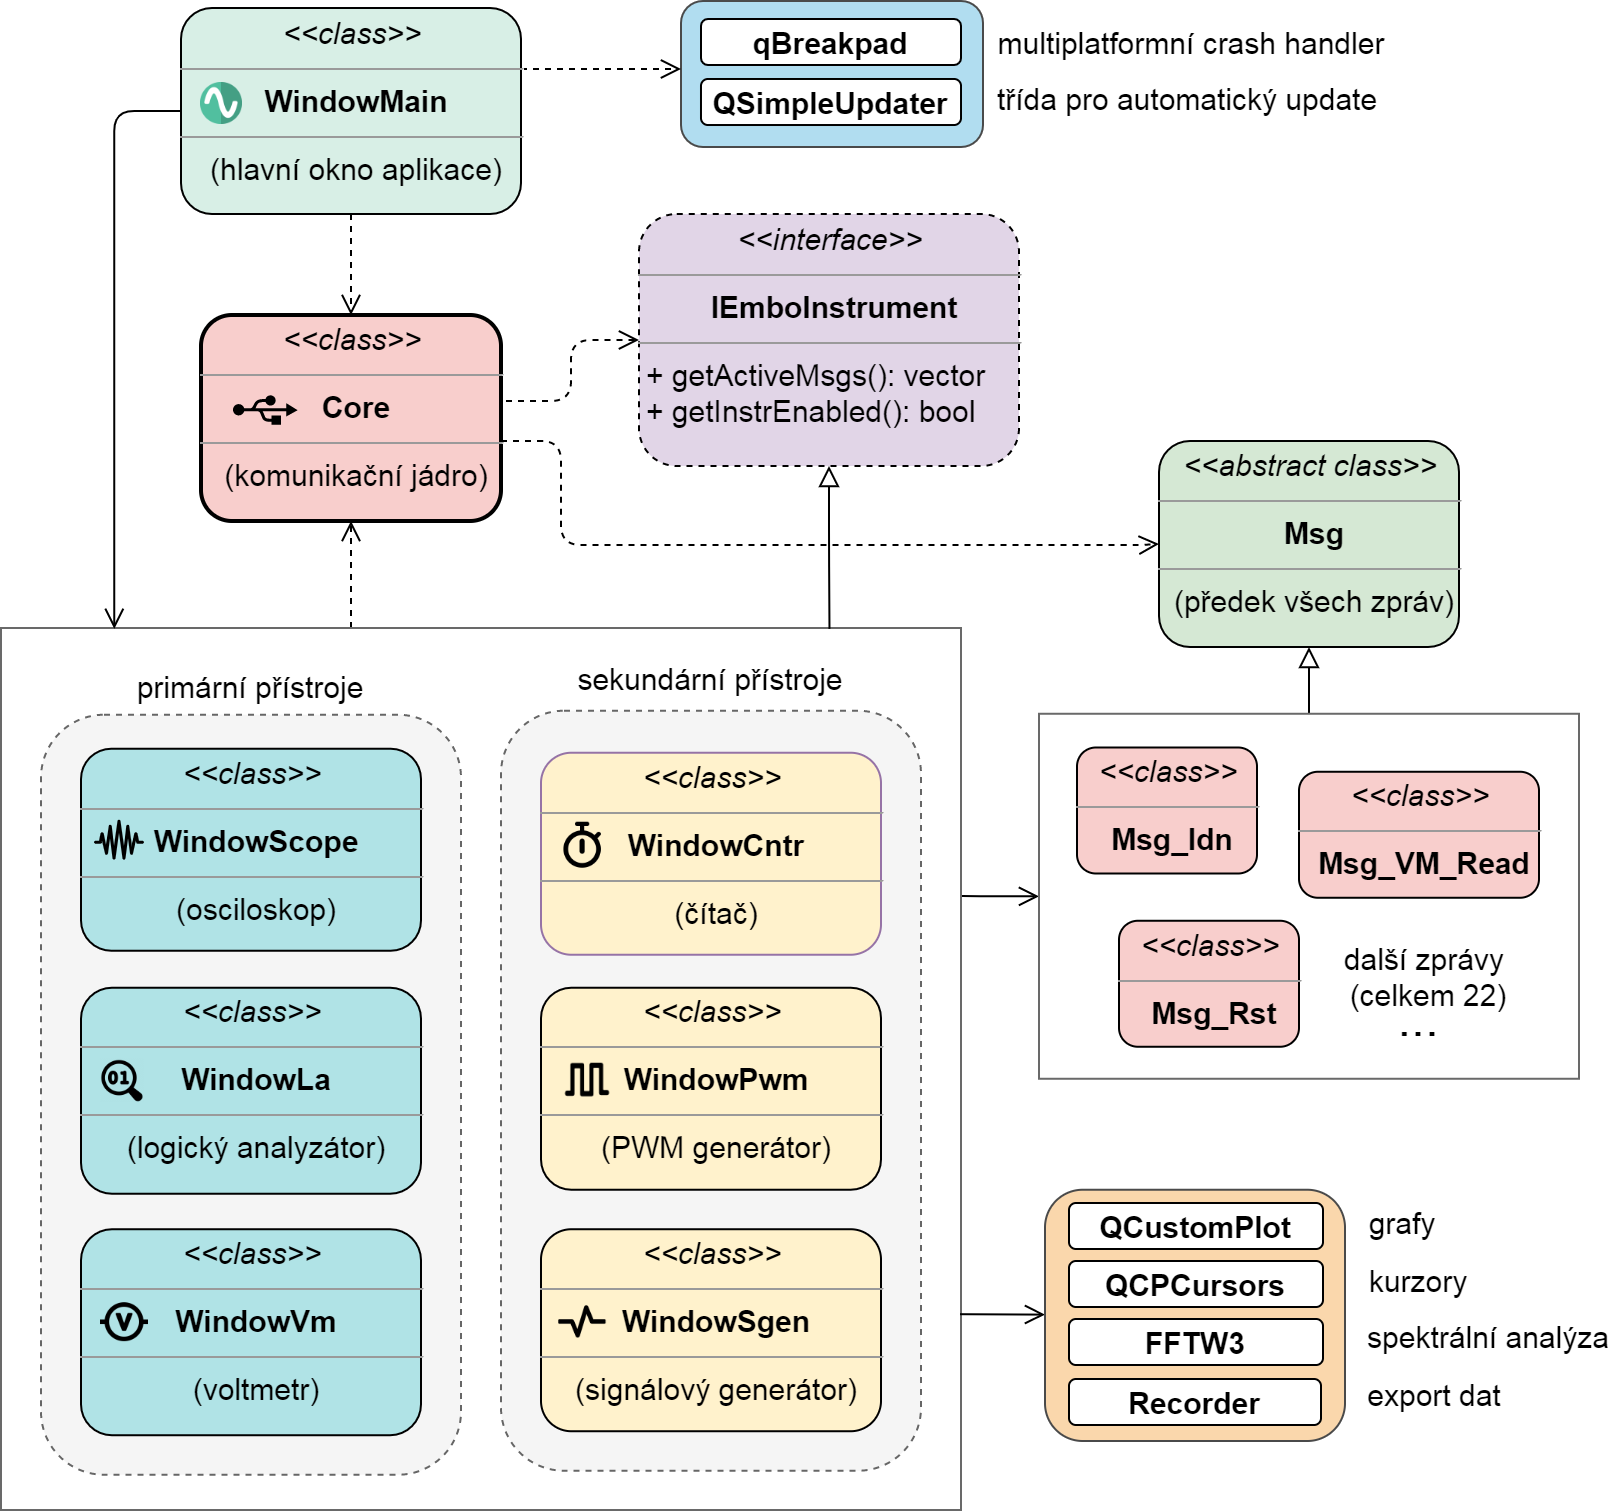 <<class>>
WindowMain
(hlavní okno aplikace)
qBreakpad
multiplatformní crash handler
QSimpleUpdater
třída pro automatický update
<<interface>>
IEmboInstrument
+ getActiveMsgs(): vector
+ getInstrEnabled(): bool
<<class>>
Core
(komunikační jádro)
<<abstract class>>
Msg
(předek všech zpráv)
primární přístroje
<<class>>
WindowScope
(osciloskop)
<<class>>
01
WindowLa
(logický analyzátor)
<<class>>
V
WindowVm
(voltmetr)
sekundární přístroje
<<class>>
WindowCntr
(čítač)
<<class>>
WindowPwm
(PWM generátor)
<<class>>
WindowSgen
(signálový generátor)
<<class>>
Msg_Idn
<<class>>
Msg_VM_Read
<<class>>
Msg_Rst
další zprávy
(celkem 22)
...
QCustomPlot
grafy
QCPCursors
kurzory
FFTW3
spektrální analýza
Recorder
export dat